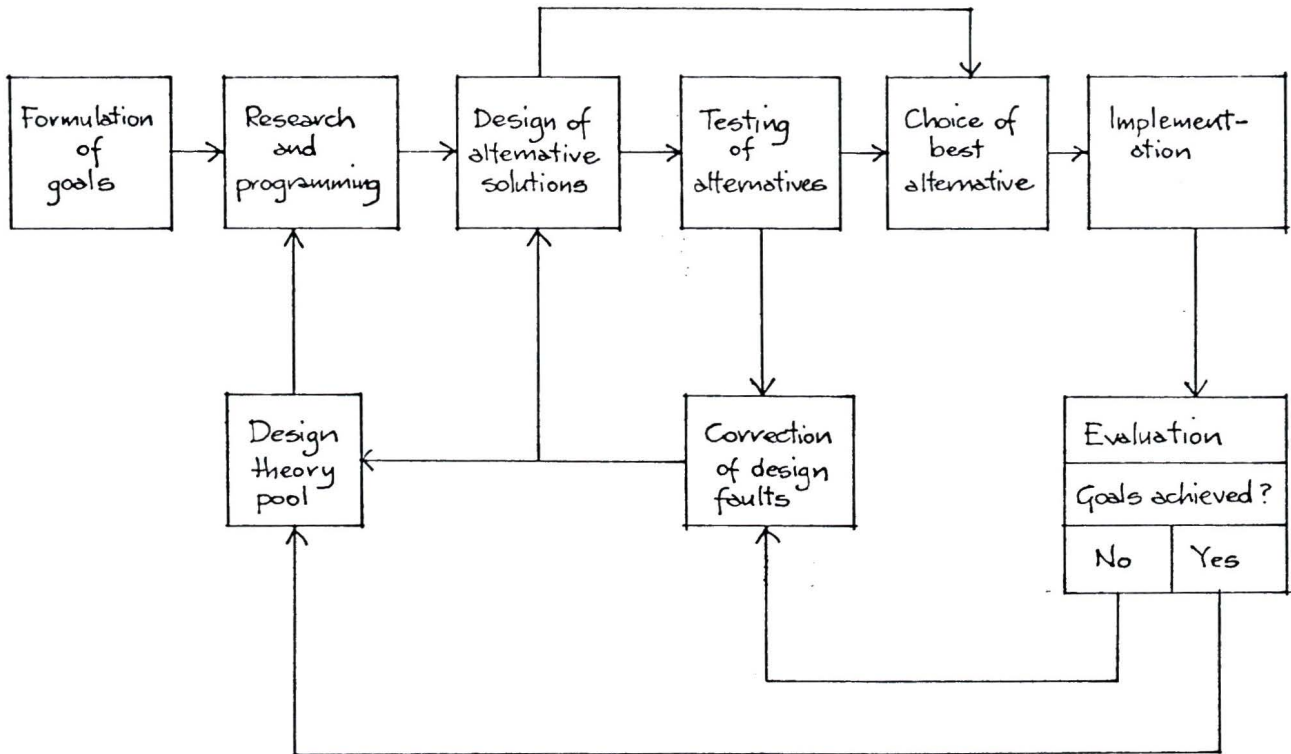 Formulation
of
goals
Research
and
programming
Design of
alternative
solutions
Testing
of
alternatives
Choice of
best
alternative
Implement-
ation
Design
theory
pool
Correction
of design
faults
Evaluation
Goals achieved?
No
Yes